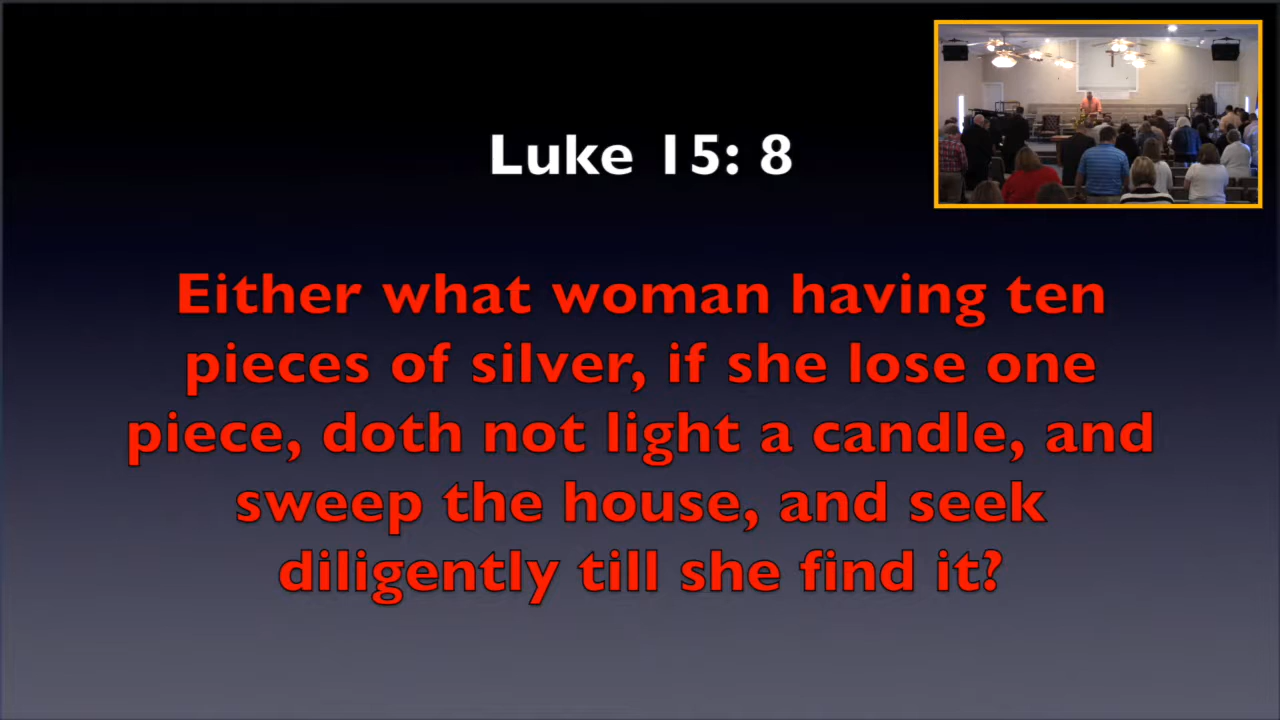 Luke 15: 8
Either what woman having ten
pieces of silver, if she lose one
piece, doth not light a candle, and
sweep the house, and seek
diligently till she find it?